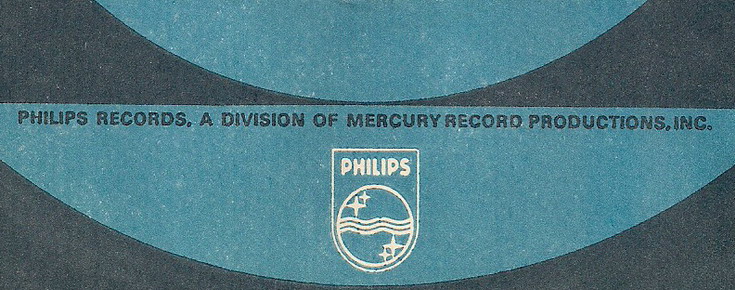 PHILIPS RECORDS, A DIVISION OF MERCURY RECORD PRODUCTIONS, INC.
PHILIPS